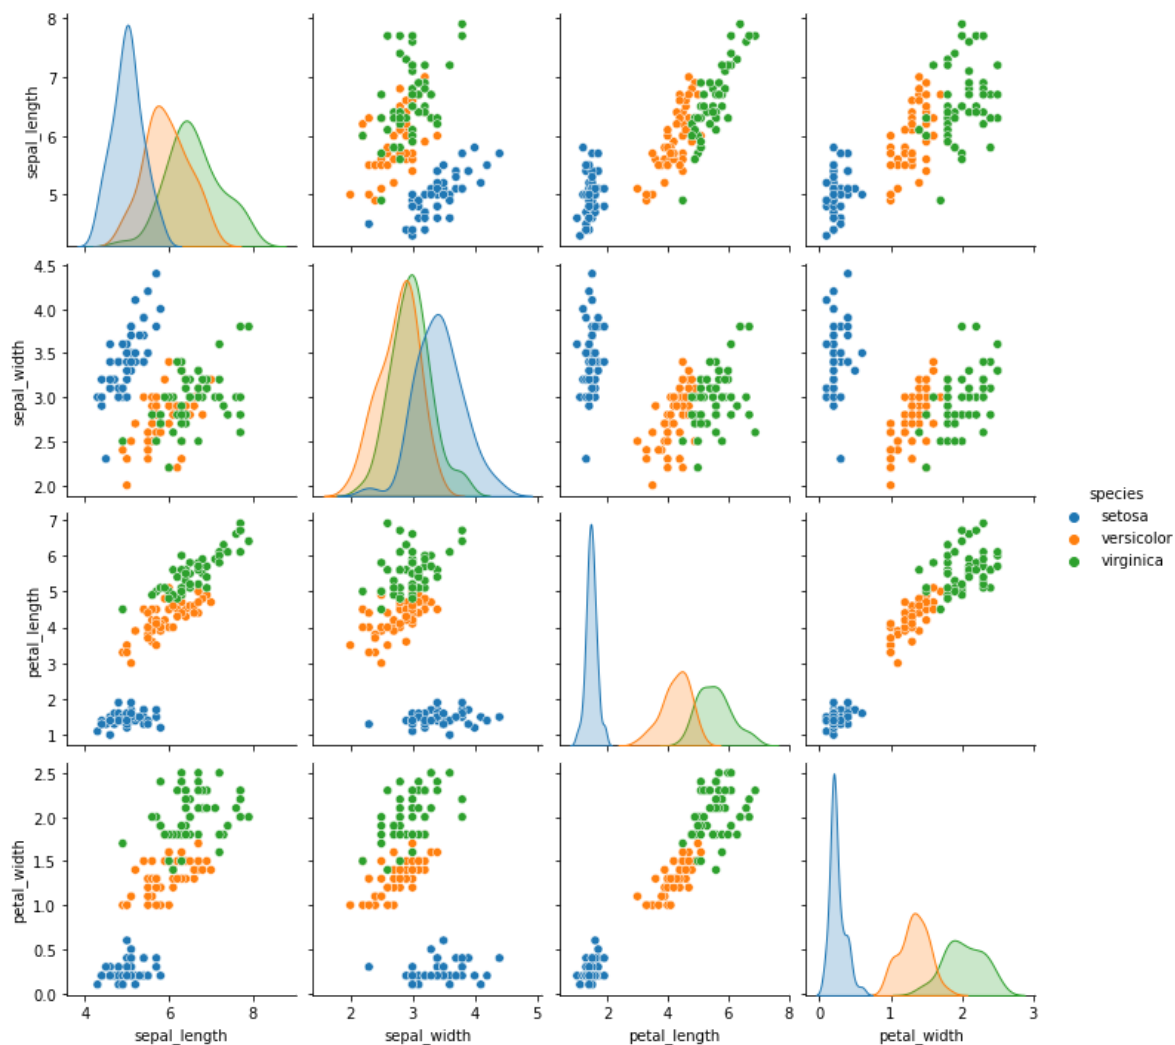 8
7
6
5
sepal_length
4.5
4.0
3.5
3.0
2.5
2.0
sepal_width
species
setosa
versicolor
virginica
7
6
5
4
3
2
1
petal_length
2.5
2.0
1.5
1.0
0.5
0.0
petal_width
4 6 8
sepal_length
2 3 4 5
sepal_width
2 4 6 8
petal_length
0 1 2 3
petal_width